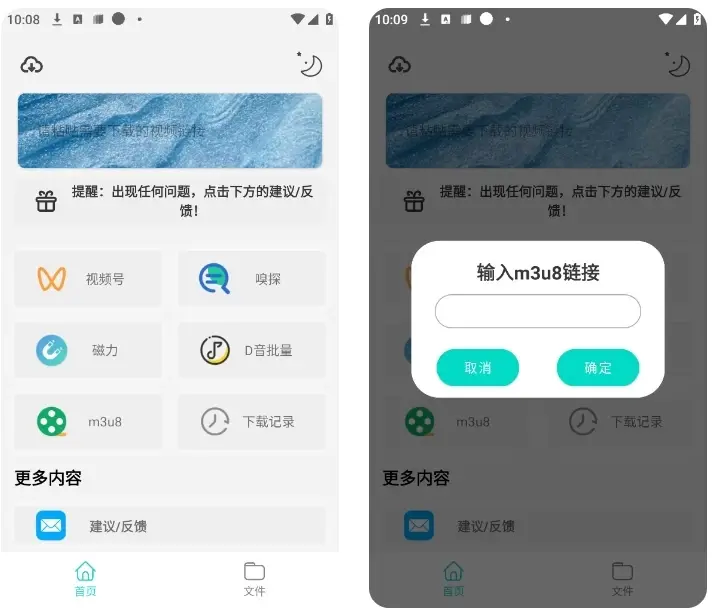 10:08
请粘贴需要下载的视频链接
提醒：出现任何问题，点击下方的建议/反
馈！
视频号
嗅探
磁力
D音批量
m3u8
下载记录
更多内容
建议/反馈
首页
文件
10:09
请粘贴需要下载的视频链接
提醒：出现任何问题，点击下方的建议/反
馈！
输入m3u8链接
取消
确定
m3u8
下载记录
更多内容
建议/反馈
首页
文件